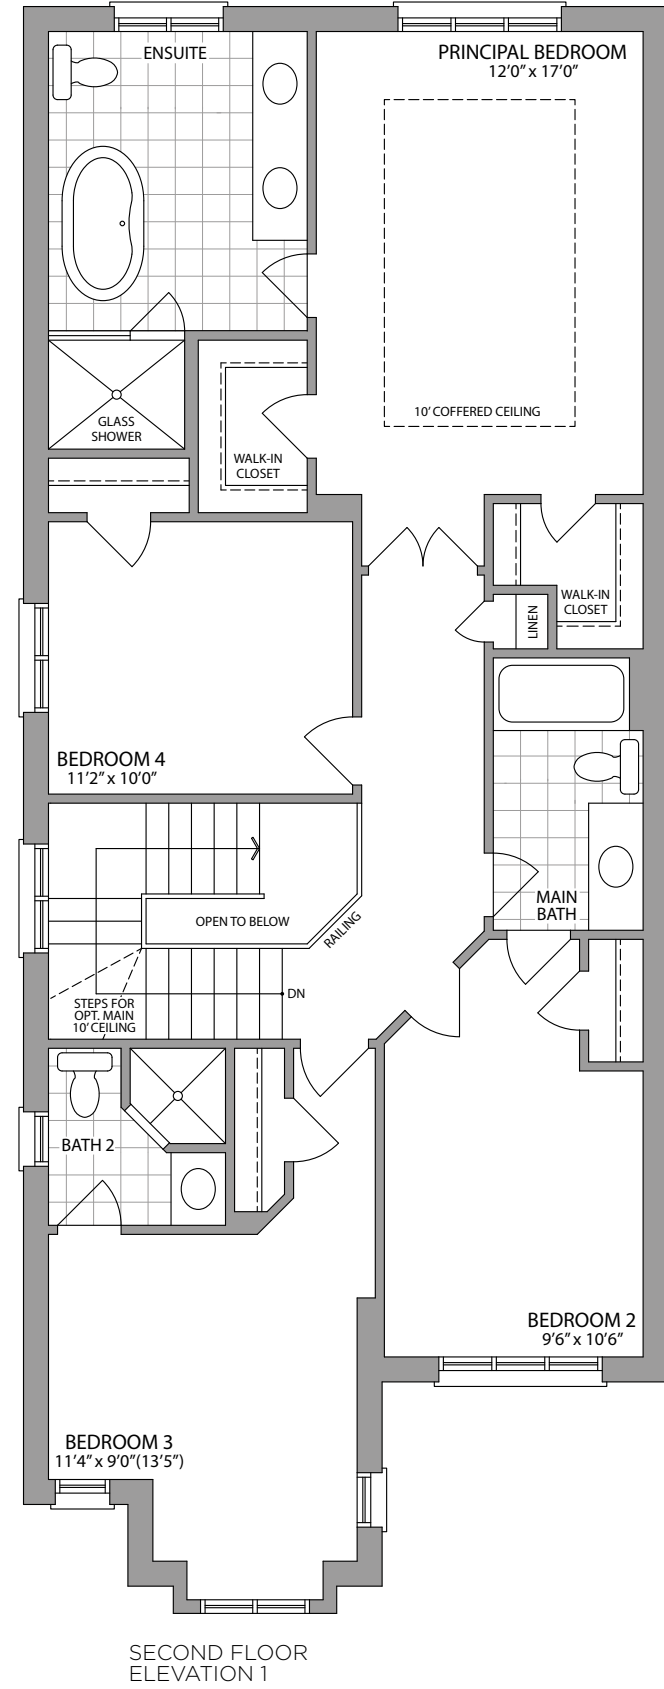 ENSUITE
PRINCIPAL BEDROOM
12'0" x 17'0"
10' COFFERED CEILING
GLASS
SHOWER
WALK-IN
CLOSET
WALK-IN
CLOSET
LINEN
BEDROOM 4
11'2" x 10'0"
MAIN
BATH
OPEN TO BELOW
RAILING
DN
STEPS FOR
OPT. MAIN
10' CEILING
BATH 2
BEDROOM 2
9'6" x 10'6"
BEDROOM 3
11'4" x 9'0"(13'5")
SECOND FLOOR
ELEVATION 1